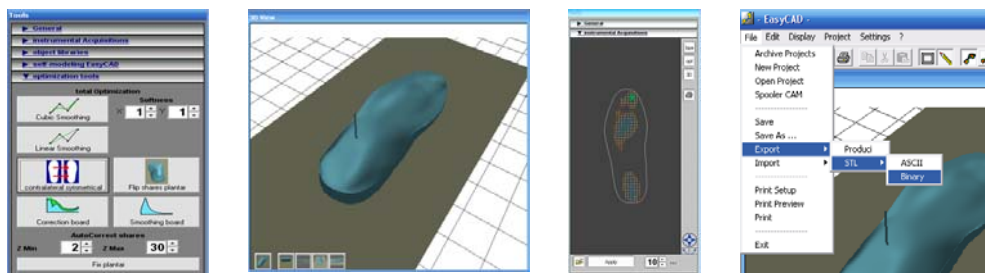 Tools
General
instrumental Acquisitions
object libraries
self-modeling EasyCAD
optimization tools
total Optimization
Softness
Cubic Smoothing
X 1 Y 1
Linear Smoothing
contralateral symmetrical
Flip shares plantar
Correction board
Smoothing board
AutoCorrect shares
Z Min 2 Z Max 30
Fix plantar
3D View
General
Instrumental Acquisitions
Apply 10
- EasyCAD -
File Edit Display Project Settings ?
Archive Projects
New Project
Open Project
Spooler CAM
Save
Save As ...
Export
Produci
Import
STL
ASCII
Binary
Print Setup
Print Preview
Print
Exit